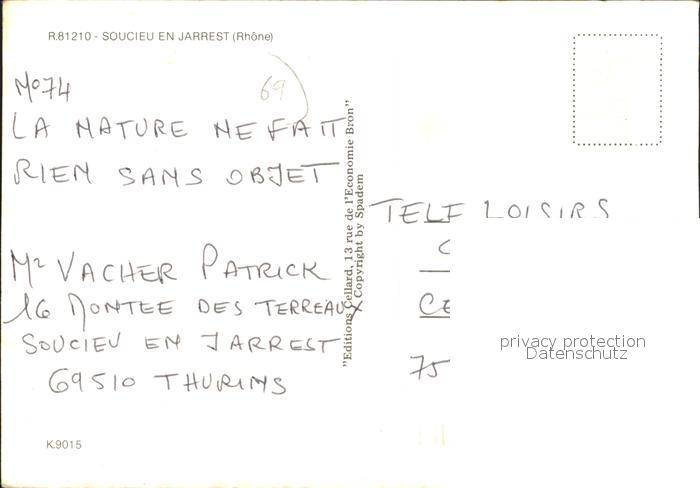 R.81210 - SOUCIEU EN JARREST (Rhône)
69
No74
LA NATURE NE FAIT
RIEN SANS OBJET
Mr VACHER PATRICK
16 MONTEE DES TERREAUX
SOUCIEU EN JARREST
69510 THURINS
K.9015
"Editions Cellard, 13 rue de l'Economie Bron"
Copyright by Spadem
TELE LOISIRS
C
CE
75
privacy protection
Datenschutz